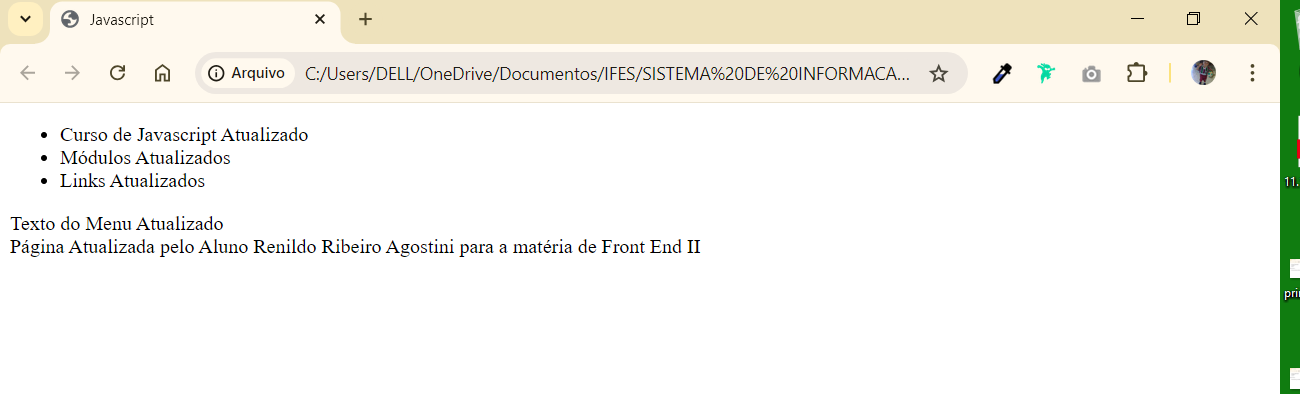 Javascript
Arquivo
C:/Users/DELL/OneDrive/Documentos/IFES/SISTEMA%20DE%20INFORMACA...
Curso de Javascript Atualizado
Módulos Atualizados
Links Atualizados
Texto do Menu Atualizado
Página Atualizada pelo Aluno Renildo Ribeiro Agostini para a matéria de Front End II
11.